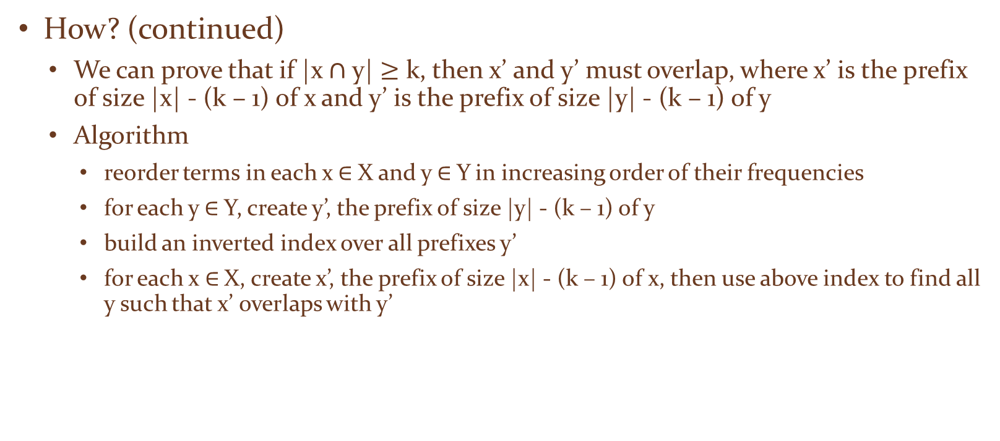 • How? (continued)
• We can prove that if |x ∩ y| ≥ k, then x’ and y’ must overlap, where x’ is the prefix
of size |x| - (k – 1) of x and y’ is the prefix of size |y| - (k – 1) of y
• Algorithm
• reorder terms in each x ∈ X and y ∈ Y in increasing order of their frequencies
• for each y ∈ Y, create y’, the prefix of size |y| - (k – 1) of y
• build an inverted index over all prefixes y’
• for each x ∈ X, create x’, the prefix of size |x| - (k – 1) of x, then use above index to find all
y such that x’ overlaps with y’